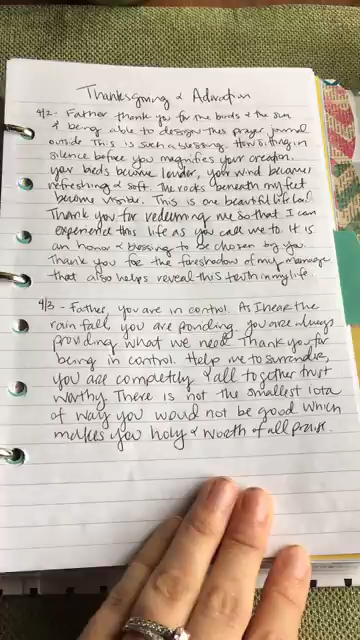 Thanksgiving & Adoration
4/2 - Father thank you for the birds & the sun
& being able to design this prayer journal
outside. This is such a blessing. How sitting in
silence before you magnifies your creation.
Your birds become louder, your wind becomes
refreshing & soft. The rocks beneath my feet
become visible. This is one beautiful life God.
Thank you for redeeming me so that I can
experience this life as you call me to. It is
an honor & blessing to be chosen by you.
Thank you for the foreshadow of my marriage
that also helps reveal this truth in my life.
4/3 - Father, you are in control. As I hear the
rain fall, you are providing. You are always
providing what we need. Thank you for
being in control. Help me to surrender,
you are completely & all together trust
worthy. There is not the smallest iota
of way you would not be good which
makes you holy & worth of all praise.